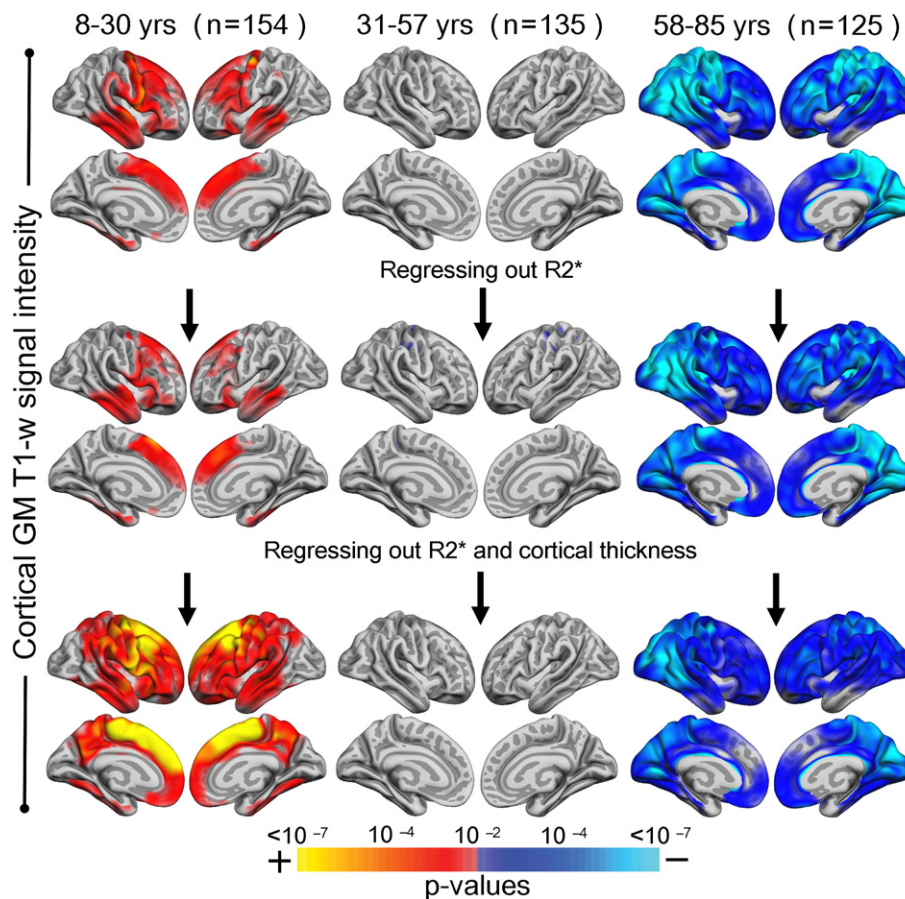 8-30 yrs (n=154) 31-57 yrs (n=135) 58-85 yrs (n=125)
Cortical GM T1-w signal intensity
Regressing out R2*
Regressing out R2* and cortical thickness
<10 −7 10 −4 10 −2 10 −4 <10 −7
+ −
p-values